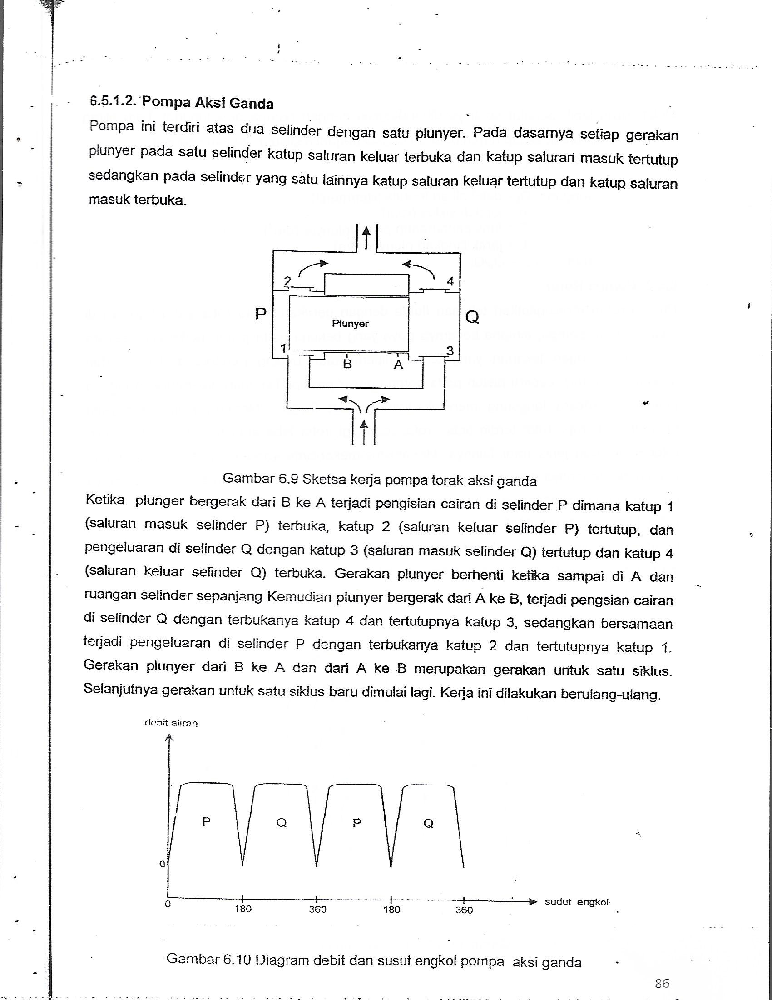 6.5.1.2. Pompa Aksi Ganda
Pompa ini terdiri atas dua selinder dengan satu plunyer. Pada dasarnya setiap gerakan
plunyer pada satu selinder katup saluran keluar terbuka dan katup saluran masuk tertutup
sedangkan pada selinder yang satu lainnya katup saluran keluar tertutup dan katup saluran
masuk terbuka.
2
4
P
Plunyer
Q
1
3
B
A
Gambar 6.9 Sketsa kerja pompa torak aksi ganda
Ketika plunger bergerak dari B ke A terjadi pengisian cairan di selinder P dimana katup 1
(saluran masuk selinder P) terbuka, katup 2 (saluran keluar selinder P) tertutup, dan
pengeluaran di selinder Q dengan katup 3 (saluran masuk selinder Q) tertutup dan katup 4
(saluran keluar selinder Q) terbuka. Gerakan plunyer berhenti ketika sampai di A dan
ruangan selinder sepanjang Kemudian plunyer bergerak dari A ke B, terjadi pengsian cairan
di selinder Q dengan terbukanya katup 4 dan tertutupnya katup 3, sedangkan bersamaan
terjadi pengeluaran di selinder P dengan terbukanya katup 2 dan tertutupnya katup 1.
Gerakan plunyer dari B ke A dan dari A ke B merupakan gerakan untuk satu siklus.
Selanjutnya gerakan untuk satu siklus baru dimulai lagi. Kerja ini dilakukan berulang-ulang.
debit aliran
P Q P Q
0
0 180 360 180 360 sudut engkol
Gambar 6.10 Diagram debit dan susut engkol pompa aksi ganda
86